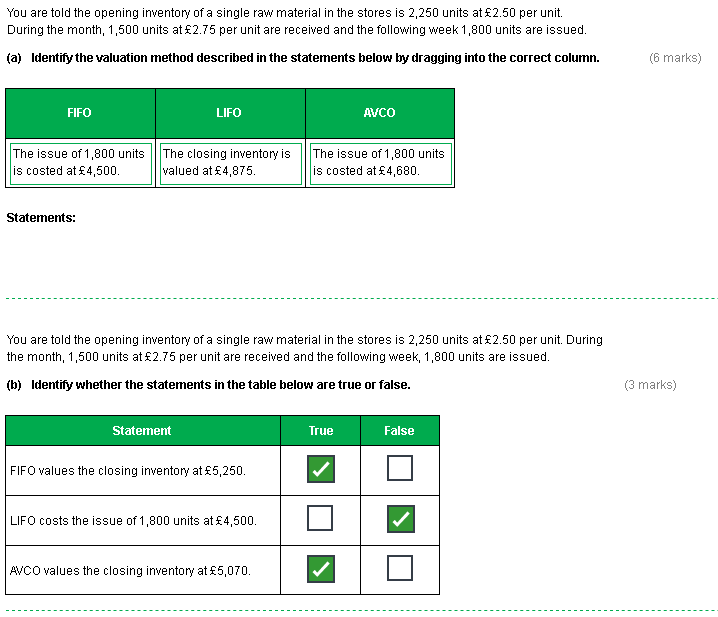 You are told the opening inventory of a single raw material in the stores is 2,250 units at £2.50 per unit.
During the month, 1,500 units at £2.75 per unit are received and the following week 1,800 units are issued.
(a) Identify the valuation method described in the statements below by dragging into the correct column. (6 marks)
FIFO LIFO AVCO
The issue of 1,800 units
is costed at £4,500.
The closing inventory is
valued at £4,875.
The issue of 1,800 units
is costed at £4,680.
Statements:
You are told the opening inventory of a single raw material in the stores is 2,250 units at £2.50 per unit. During
the month, 1,500 units at £2.75 per unit are received and the following week, 1,800 units are issued.
(b) Identify whether the statements in the table below are true or false. (3 marks)
Statement True False
FIFO values the closing inventory at £5,250.
LIFO costs the issue of 1,800 units at £4,500.
AVCO values the closing inventory at £5,070.